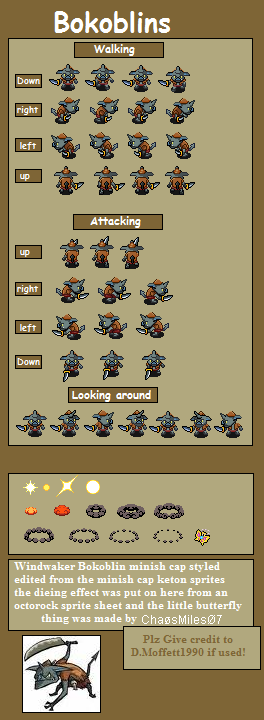 Bokoblins
Walking
Down
right
left
up
Attacking
up
right
left
Down
Looking around
Windwaker Bokoblin minish cap styled
edited from the minish cap keton sprites
the dieing effect was put on here from an
octorock sprite sheet and the little butterfly
thing was made by ChaosMiles07
Plz Give credit to
D.Moffett1990 if used!